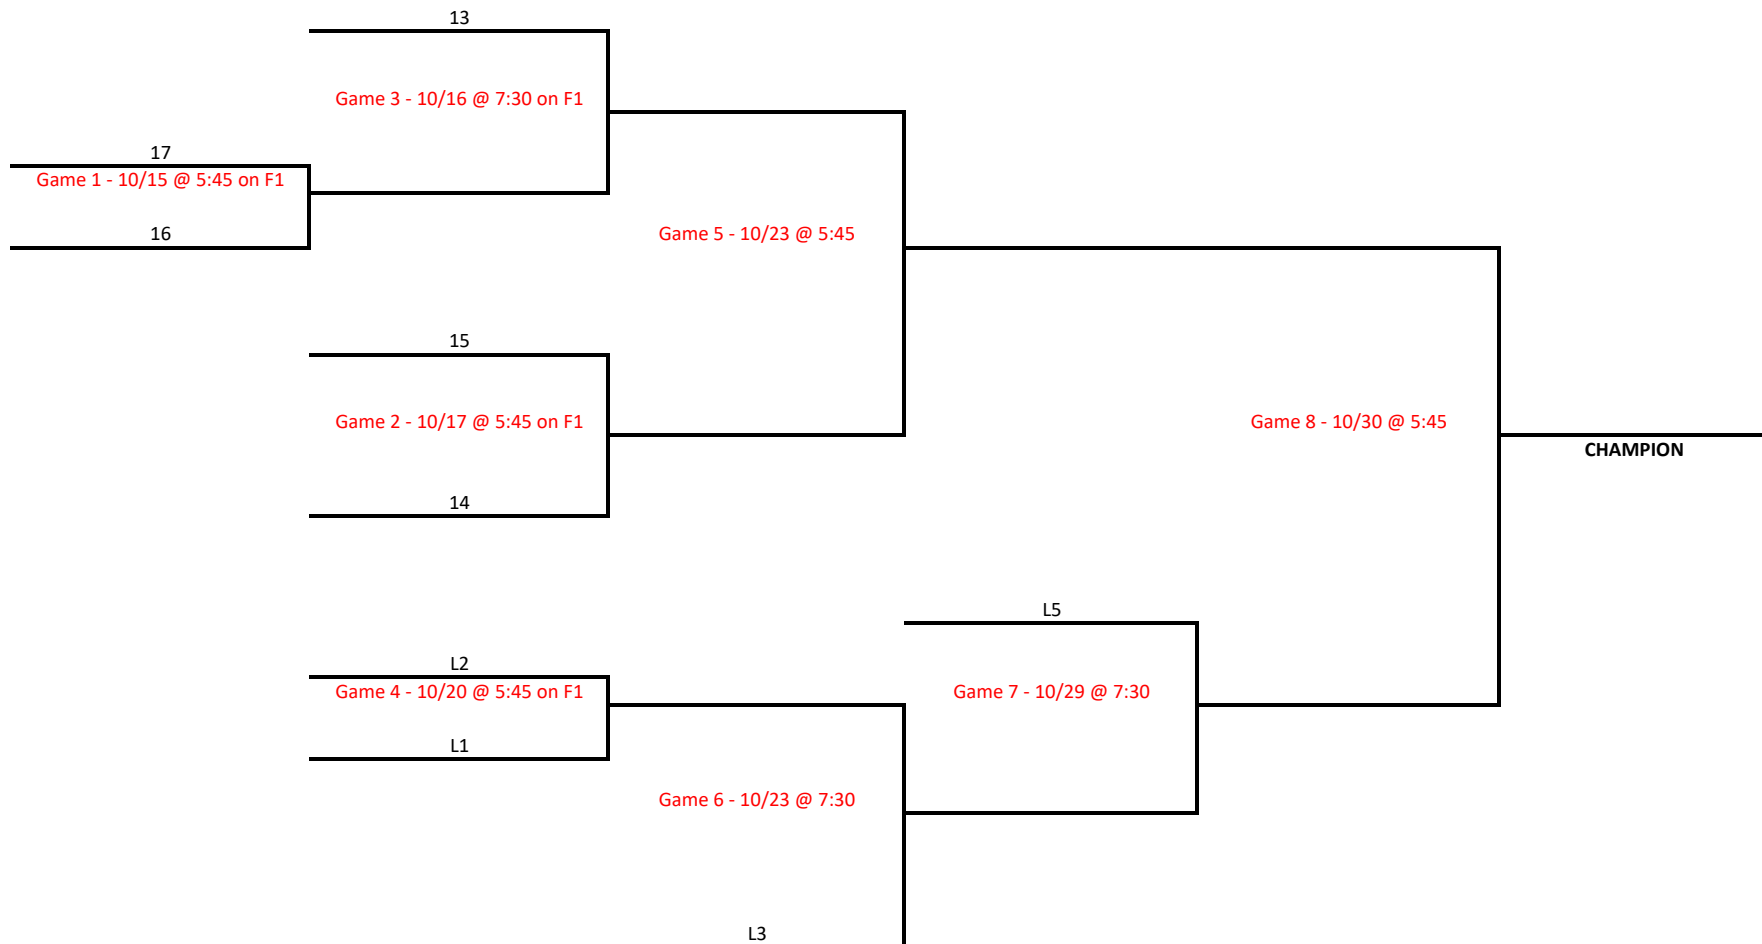 13
Game 3 - 10/16 @ 7:30 on F1
17
Game 1 - 10/15 @ 5:45 on F1
16
Game 5 - 10/23 @ 5:45
15
Game 2 - 10/17 @ 5:45 on F1
Game 8 - 10/30 @ 5:45
CHAMPION
14
L5
L2
Game 4 - 10/20 @ 5:45 on F1
Game 7 - 10/29 @ 7:30
L1
Game 6 - 10/23 @ 7:30
L3